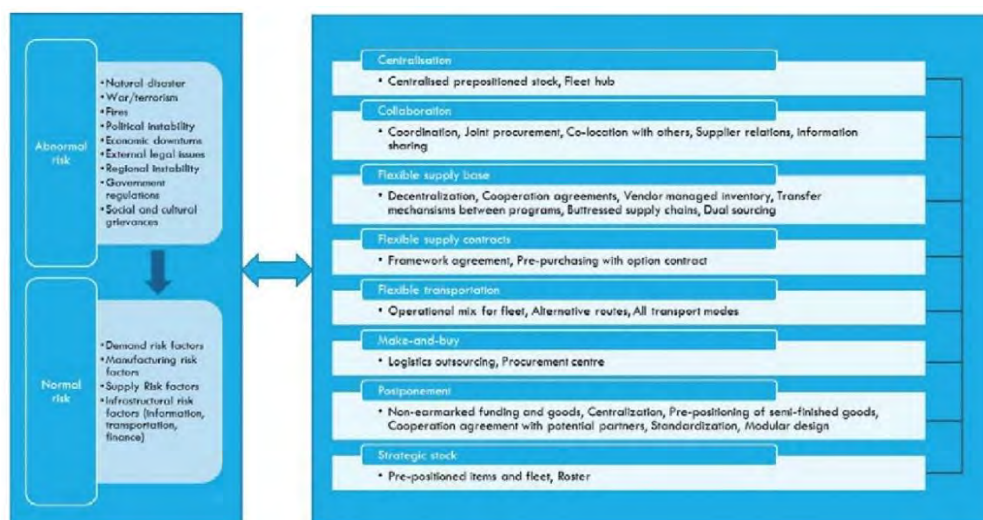 Abnormal
risk
•Natural disaster
•War/terrorism
•Fires
•Political instability
•Economic downturns
•External legal issues
•Regional instability
•Government
regulations
•Social and cultural
grievances
Normal
risk
•Demand risk factors
•Manufacturing risk
factors
•Supply Risk factors
•Infrastructural risk
factors (information,
transportation,
finance)
Centralisation
• Centralised prepositioned stock, Fleet hub
Collaboration
• Coordination, Joint procurement, Co-location with others, Supplier relations, Information
sharing
Flexible supply base
• Decentralization, Cooperation agreements, Vendor managed inventory, Transfer
mechanisms between programs, Buttressed supply chains, Dual sourcing
Flexible supply contracts
• Framework agreement, Pre-purchasing with option contract
Flexible transportation
• Operational mix for fleet, Alternative routes, All transport modes
Make-and-buy
• Logistics outsourcing, Procurement centre
Postponement
• Non-earmarked funding and goods, Centralization, Pre-positioning of semi-finished goods,
Cooperation agreement with potential partners, Standardization, Modular design
Strategic stock
• Pre-positioned items and fleet, Roster